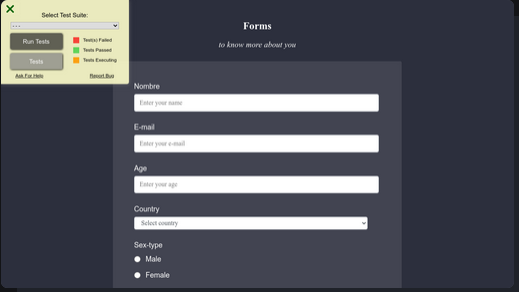 Select Test Suite:
- - -
Run Tests
Tests
Test(s) Failed
Tests Passed
Tests Executing
Ask For Help
Report Bug
Forms
to know more about you
Nombre
Enter your name
E-mail
Enter your e-mail
Age
Enter your age
Country
Select country
Sex-type
Male
Female